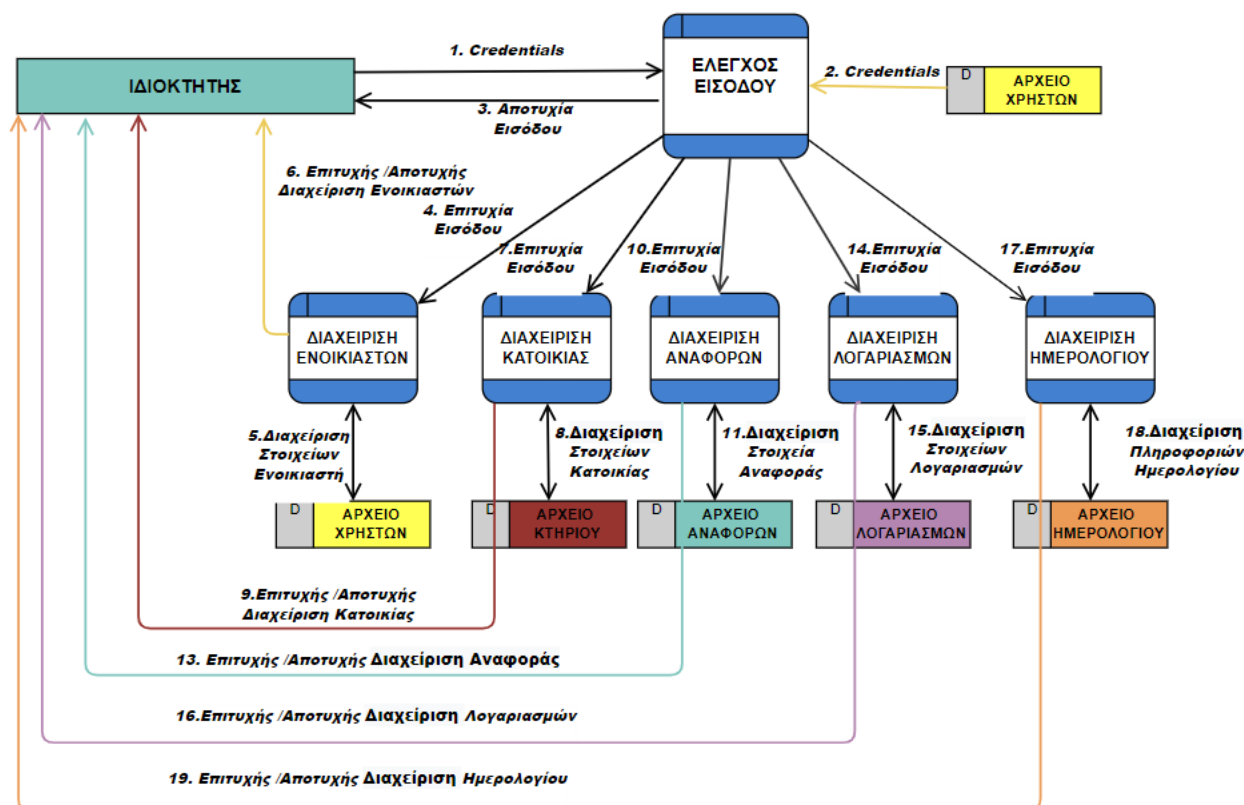 1. Credentials
ΙΔΙΟΚΤΗΤΗΣ
ΕΛΕΓΧΟΣ
ΕΙΣΟΔΟΥ
2. Credentials
D
ΑΡΧΕΙΟ
ΧΡΗΣΤΩΝ
3. Αποτυχία
Εισόδου
6. Επιτυχής /Αποτυχής
Διαχείριση Ενοικιαστών
4. Επιτυχία
Εισόδου
7.Επιτυχία
Εισόδου
10.Επιτυχία
Εισόδου
14.Επιτυχία
Εισόδου
17.Επιτυχία
Εισόδου
ΔΙΑΧΕΙΡΙΣΗ
ΕΝΟΙΚΙΑΣΤΩΝ
ΔΙΑΧΕΙΡΙΣΗ
ΚΑΤΟΙΚΙΑΣ
ΔΙΑΧΕΙΡΙΣΗ
ΑΝΑΦΟΡΩΝ
ΔΙΑΧΕΙΡΙΣΗ
ΛΟΓΑΡΙΑΣΜΩΝ
ΔΙΑΧΕΙΡΙΣΗ
ΗΜΕΡΟΛΟΓΙΟΥ
5.Διαχείριση
Στοιχείων
Ενοικιαστή
8.Διαχείριση
Στοιχείων
Κατοικίας
11.Διαχείριση
Στοιχεία
Αναφοράς
15.Διαχείριση
Στοιχείων
Λογαριασμών
18.Διαχείριση
Πληροφοριών
Ημερολογίου
D
ΑΡΧΕΙΟ
ΧΡΗΣΤΩΝ
D
ΑΡΧΕΙΟ
ΚΤΗΡΙΟΥ
D
ΑΡΧΕΙΟ
ΑΝΑΦΟΡΩΝ
D
ΑΡΧΕΙΟ
ΛΟΓΑΡΙΑΣΜΩΝ
D
ΑΡΧΕΙΟ
ΗΜΕΡΟΛΟΓΙΟΥ
9.Επιτυχής /Αποτυχής
Διαχείριση Κατοικίας
13. Επιτυχής /Αποτυχής Διαχείριση Αναφοράς
16.Επιτυχής /Αποτυχής Διαχείριση Λογαριασμών
19. Επιτυχής /Αποτυχής Διαχείριση Ημερολογίου